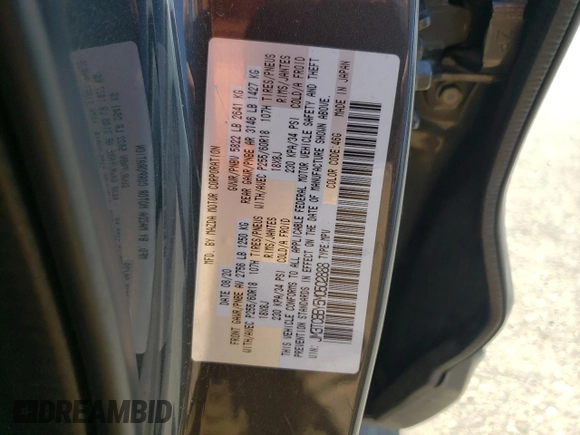 MFD. BY MAZDA MOTOR CORPORATION
DATE 08/20 GVWR/PNBV 5822 LB 2641 KG
FRONT GAWR/PNBE AV 2756 LB 1250 KG REAR GAWR/PNBE AR 3146 LB 1427 KG
WITH/AVEC P255/60R18 107H TIRES/PNEUS WITH/AVEC P255/60R18 107H TIRES/PNEUS
18X8J RIMS/JANTES 18X8J RIMS/JANTES
230 KPA/34 PSI COLD/A FROID 230 KPA/34 PSI COLD/A FROID
THIS VEHICLE CONFORMS TO ALL APPLICABLE FEDERAL MOTOR VEHICLE SAFETY AND THEFT
PREVENTION STANDARDS IN EFFECT ON THE DATE OF MANUFACTURE SHOWN ABOVE.
VIN: TYPE:MPV COLOR CODE:46G MADE IN JAPAN
DREAMBID